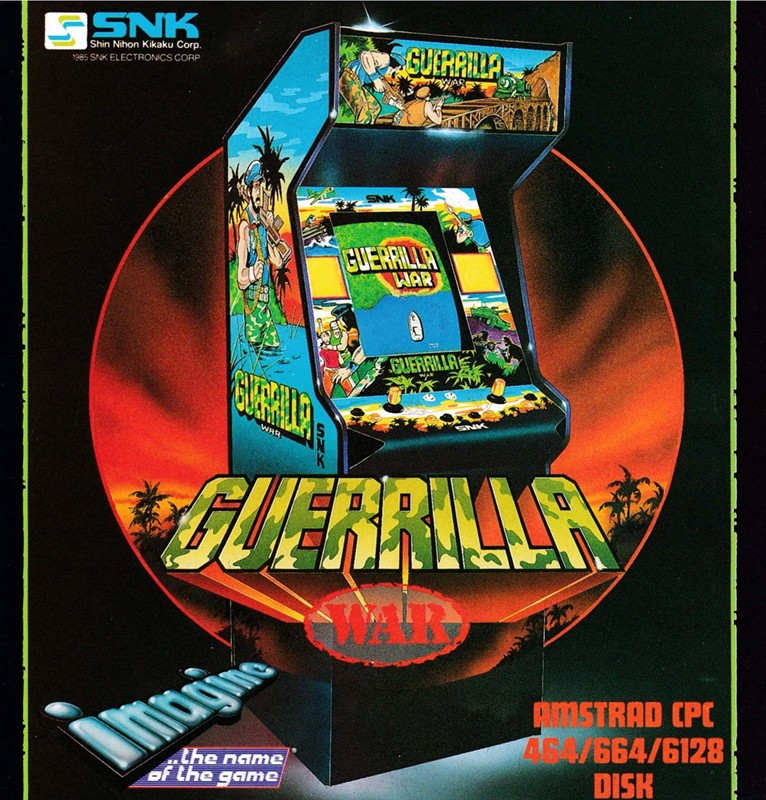 SNK
Shin Nihon Kikaku Corp.
1985 SNK ELECTRONICS CORP
GUERRILLA
WAR
SNK
GUERRILLA
WAR
GUERRILLA
WAR
GUERRILLA
WAR
SNK
SNK
GUERRILLA
WAR
imagine
...the name
of the game
AMSTRAD CPC
464/664/6128
DISK